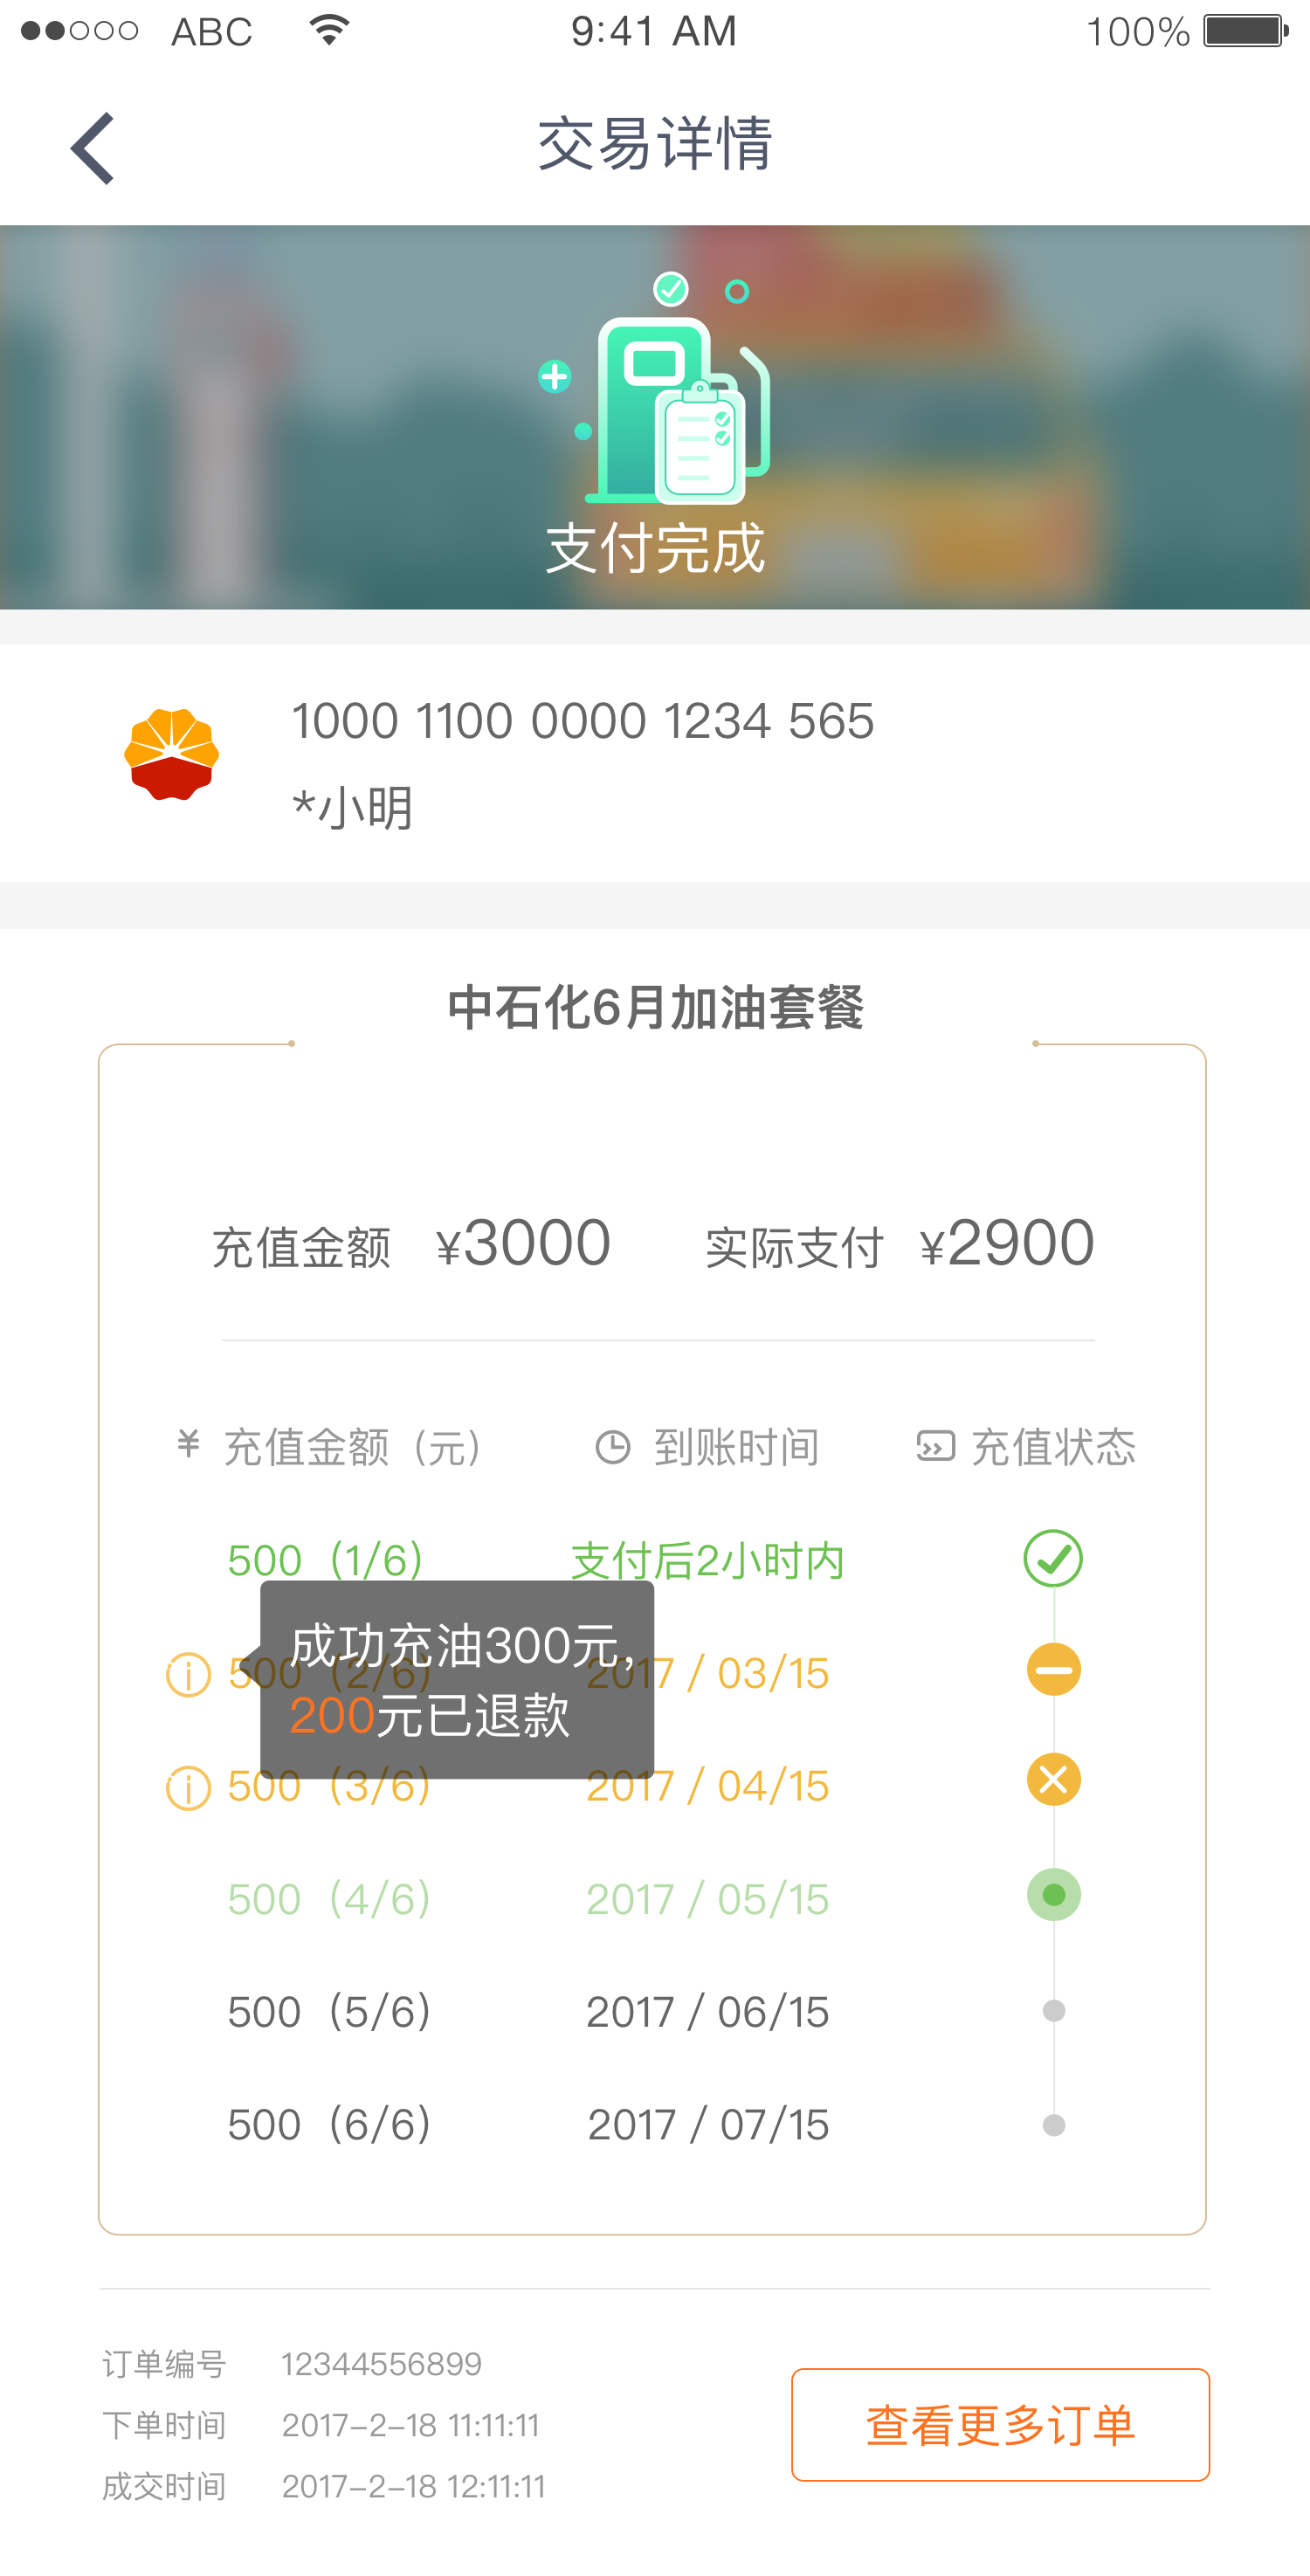 ABC 9:41 AM 100%
交易详情
支付完成
1000 1100 0000 1234 565
*小明
中石化6月加油套餐
充值金额 ¥3000 实际支付 ¥2900
¥ 充值金额（元） 到账时间 充值状态
500（1/6） 支付后2小时内
500（2/6） 2017 / 03/15
成功充油300元，
200元已退款
500（3/6） 2017 / 04/15
500（4/6） 2017 / 05/15
500（5/6） 2017 / 06/15
500（6/6） 2017 / 07/15
订单编号 12344556899
下单时间 2017-2-18 11:11:11
成交时间 2017-2-18 12:11:11
查看更多订单